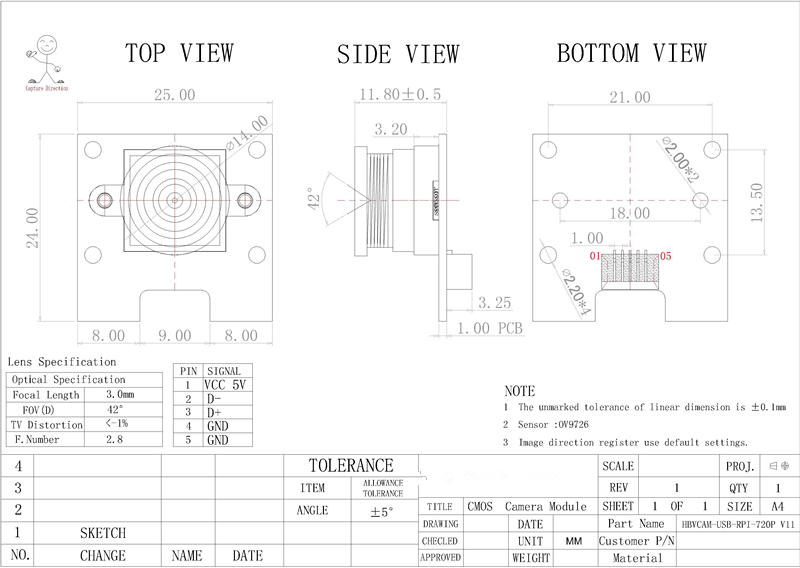 TOP VIEW
SIDE VIEW
BOTTOM VIEW
Capture Direction
25.00
⌀14.00
24.00
8.00
9.00
8.00
11.80±0.5
3.20
42°
3.25
1.00 PCB
21.00
⌀2.00*2
13.50
18.00
1.00
01
05
⌀2.20*4
Lens Specification
Optical Specification
Focal Length 3.0mm
FOV(D) 42°
TV Distortion <-1%
F.Number 2.8
PIN SIGNAL
1 VCC 5V
2 D-
3 D+
4 GND
5 GND
NOTE
1 The unmarked tolerance of linear dimension is ±0.1mm
2 Sensor :OV9726
3 Image direction register use default settings.
4
3
2
1 SKETCH
NO. CHANGE NAME DATE
TOLERANCE
ITEM ALLOWANCE TOLERANCE
ANGLE ±5°
TITLE CMOS Camera Module
DRAWING DATE
CHECLED UNIT MM
APPROVED WEIGHT
SCALE PROJ.
REV 1 QTY 1
SHEET 1 OF 1 SIZE A4
Part Name HBVCAM-USB-RPI-720P V11
Customer P/N
Material